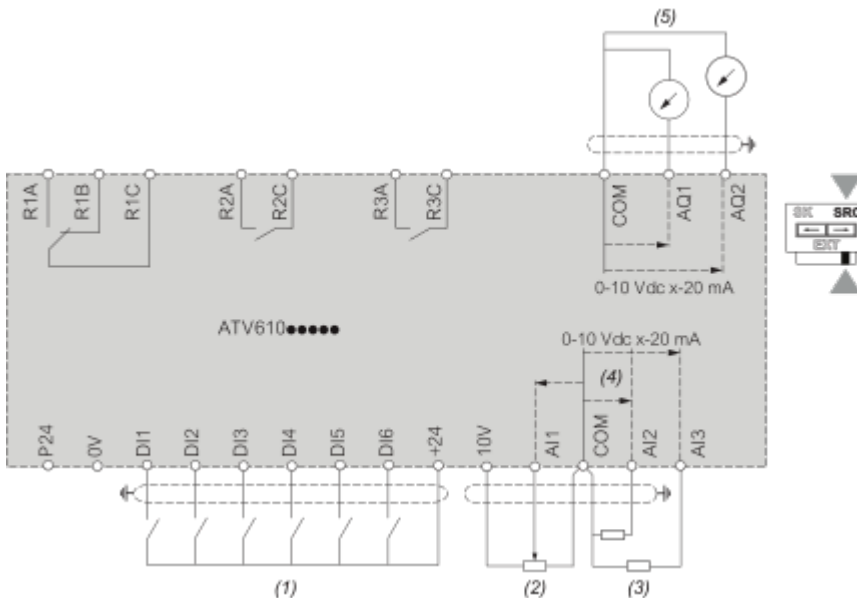 (5)
R1A
R1B
R1C
R2A
R2C
R3A
R3C
COM
AQ1
AQ2
SK SRC
EXT
0-10 Vdc x-20 mA
ATV610●●●●●
0-10 Vdc x-20 mA
(4)
P24
0V
DI1
DI2
DI3
DI4
DI5
DI6
+24
10V
AI1
COM
AI2
AI3
(1)
(2)
(3)